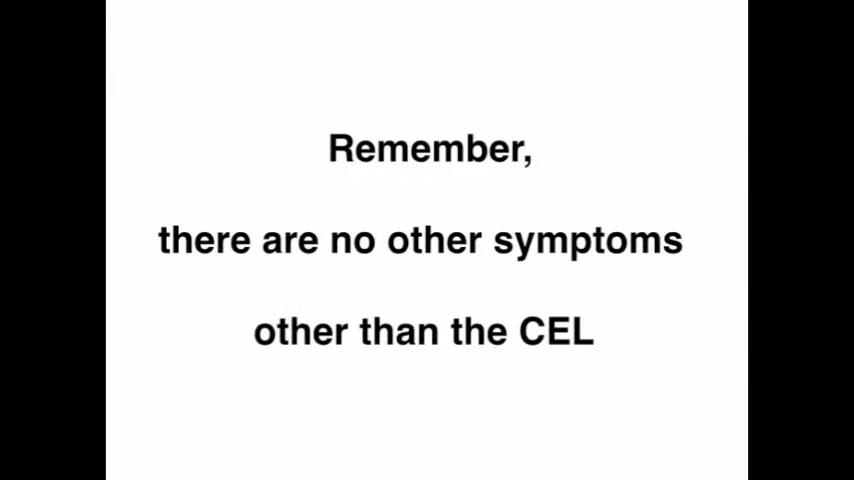 Remember,
there are no other symptoms
other than the CEL